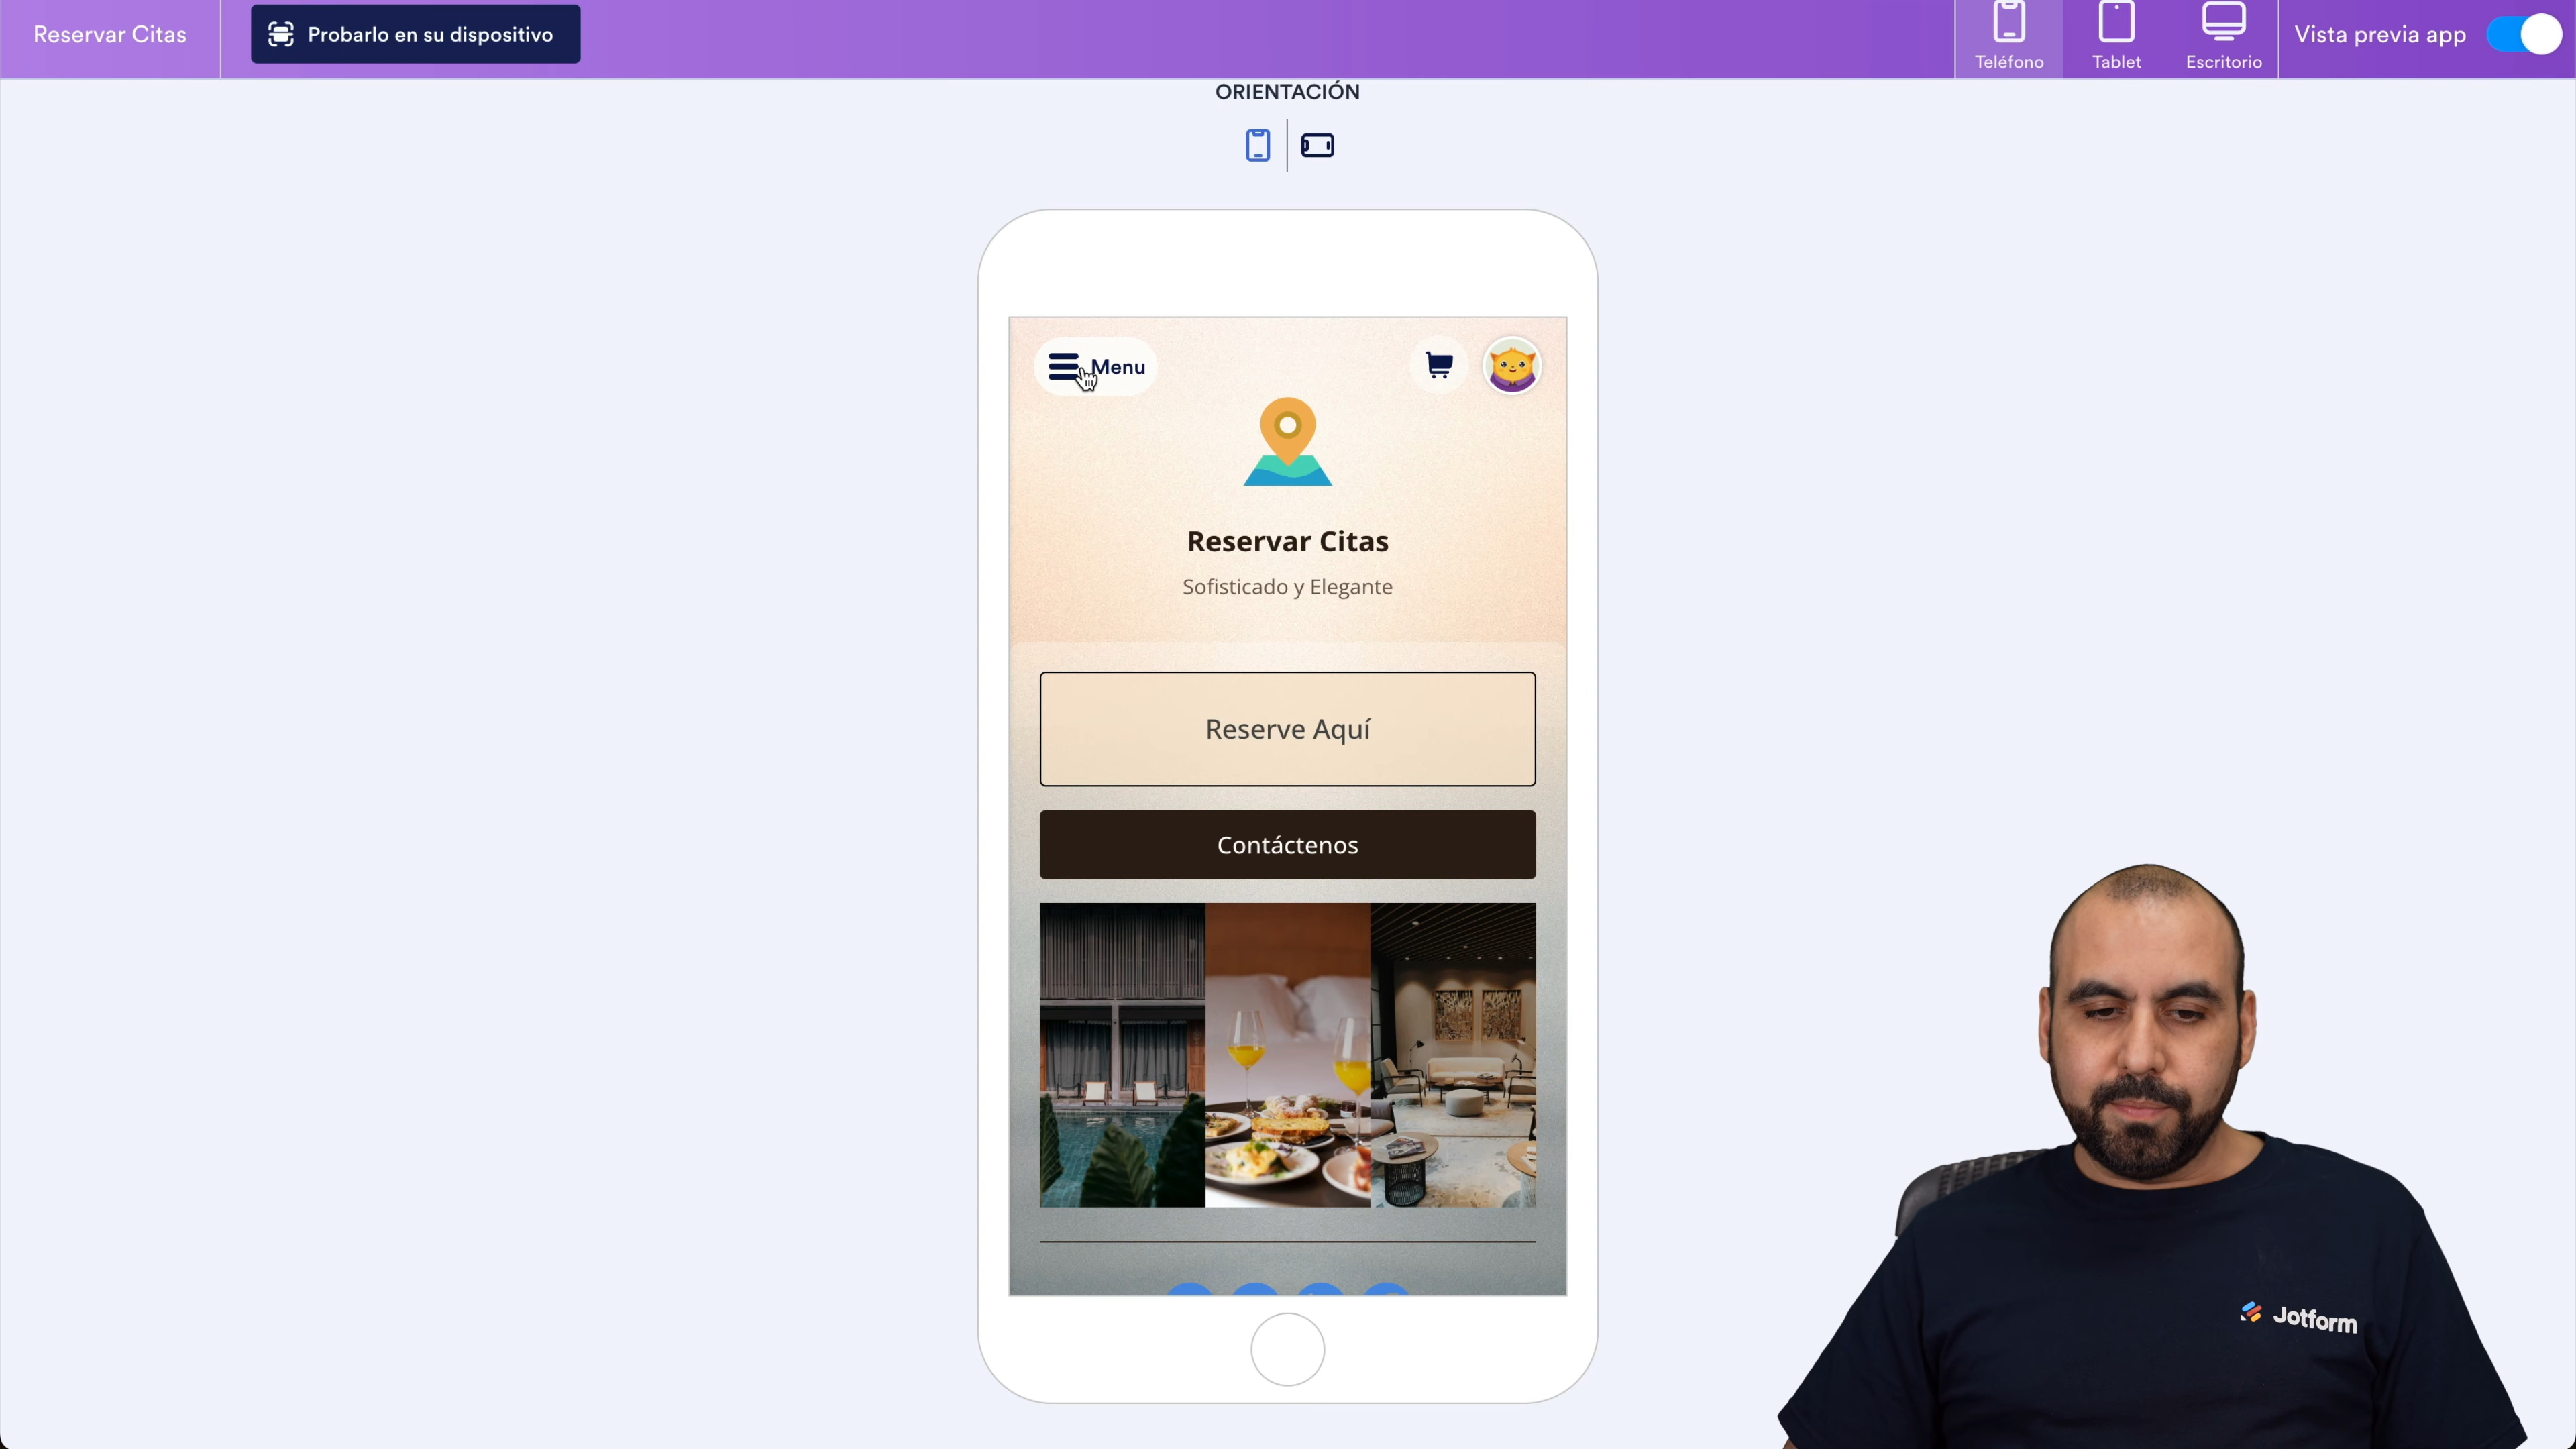 Reservar Citas
Probarlo en su dispositivo
Teléfono
Tablet
Escritorio
Vista previa app
ORIENTACIÓN
Menu
Reservar Citas
Sofisticado y Elegante
Reserve Aquí
Contáctenos
Jotform